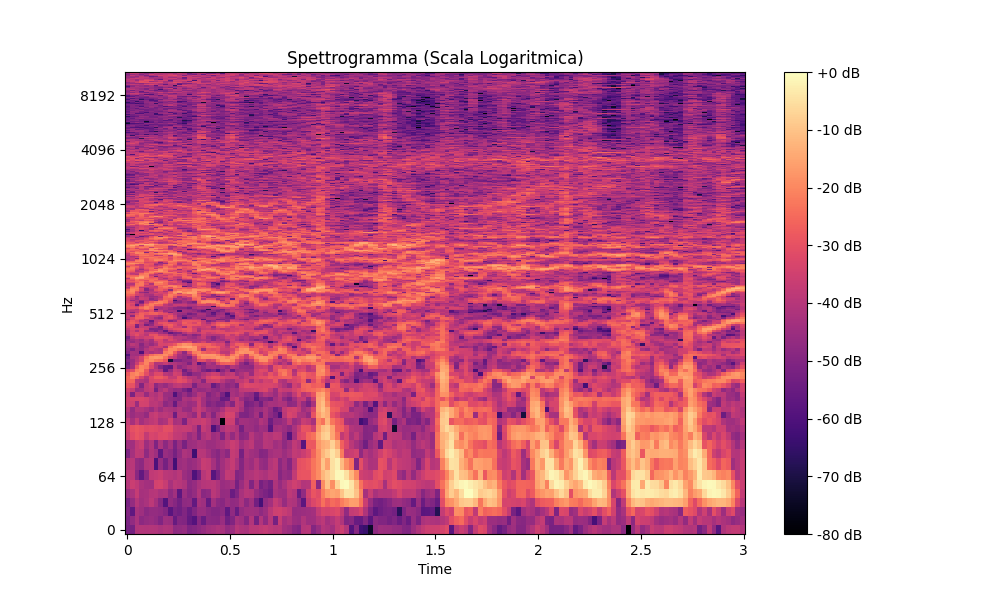 Spettrogramma (Scala Logaritmica)
Hz
8192
4096
2048
1024
512
256
128
64
0
0 0.5 1 1.5 2 2.5 3
Time
+0 dB
-10 dB
-20 dB
-30 dB
-40 dB
-50 dB
-60 dB
-70 dB
-80 dB